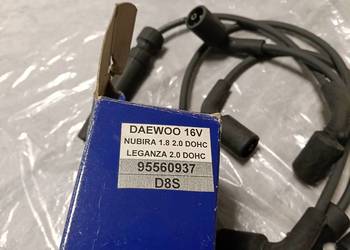 DAEWOO 16V
NUBIRA 1.8 2.0 DOHC
LEGANZA 2.0 DOHC
95560937
D8S